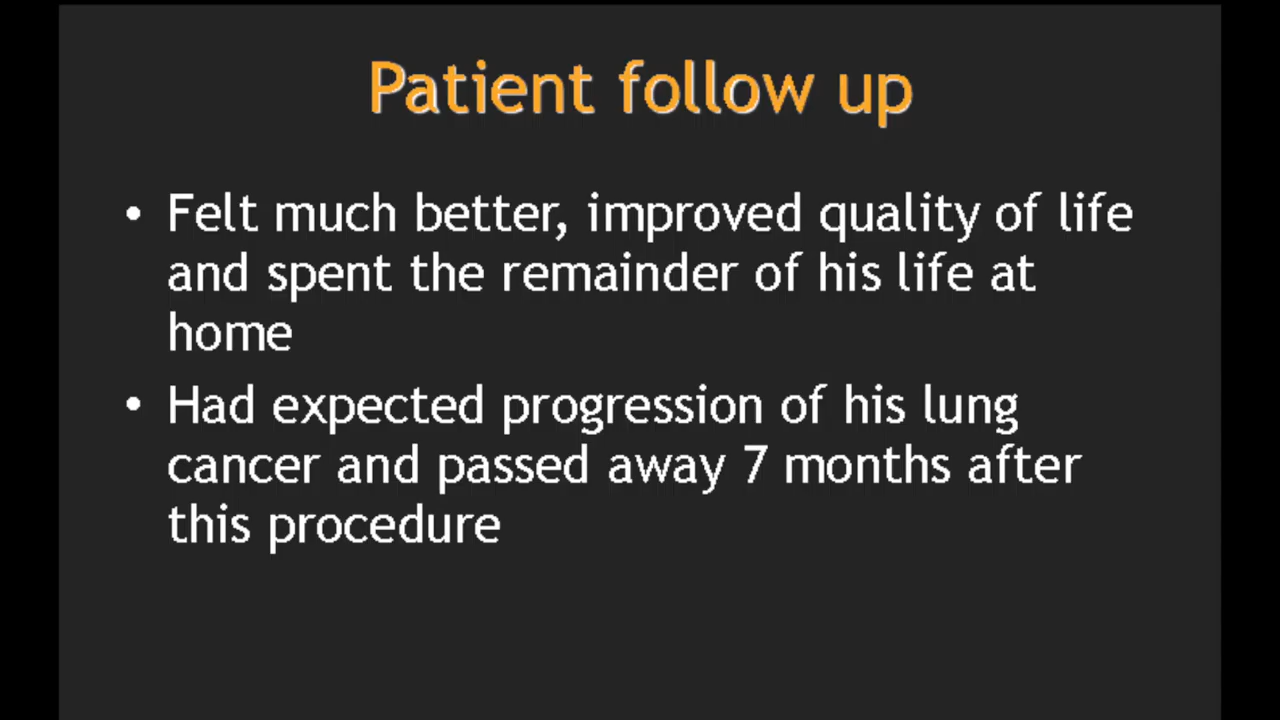 Patient follow up
• Felt much better, improved quality of life
and spent the remainder of his life at
home
• Had expected progression of his lung
cancer and passed away 7 months after
this procedure